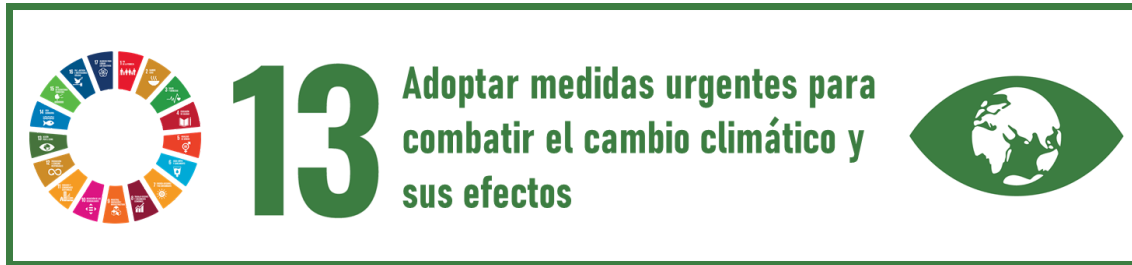 13
Adoptar medidas urgentes para
combatir el cambio climático y
sus efectos